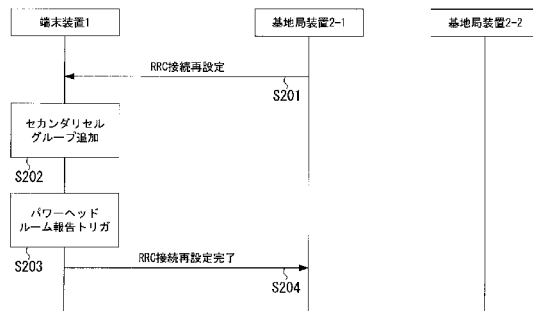 端末装置1
基地局装置2-1
基地局装置2-2
RRC接続再設定
S201
セカンダリセル
グループ追加
S202
パワーヘッド
ルーム報告トリガ
S203
RRC接続再設定完了
S204